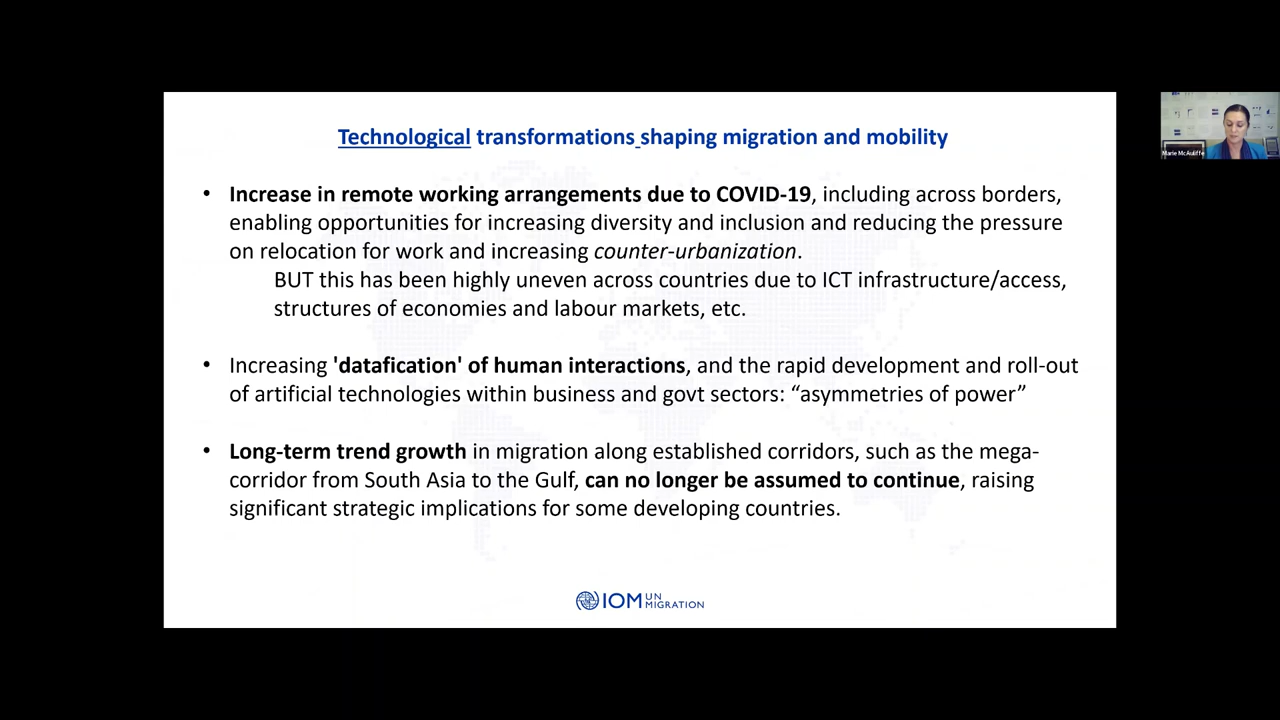 Technological transformations shaping migration and mobility
• Increase in remote working arrangements due to COVID-19, including across borders,
enabling opportunities for increasing diversity and inclusion and reducing the pressure
on relocation for work and increasing counter-urbanization.
BUT this has been highly uneven across countries due to ICT infrastructure/access,
structures of economies and labour markets, etc.
• Increasing 'datafication' of human interactions, and the rapid development and roll-out
of artificial technologies within business and govt sectors: “asymmetries of power”
• Long-term trend growth in migration along established corridors, such as the mega-
corridor from South Asia to the Gulf, can no longer be assumed to continue, raising
significant strategic implications for some developing countries.
IOM UN MIGRATION
Marie McAuliffe